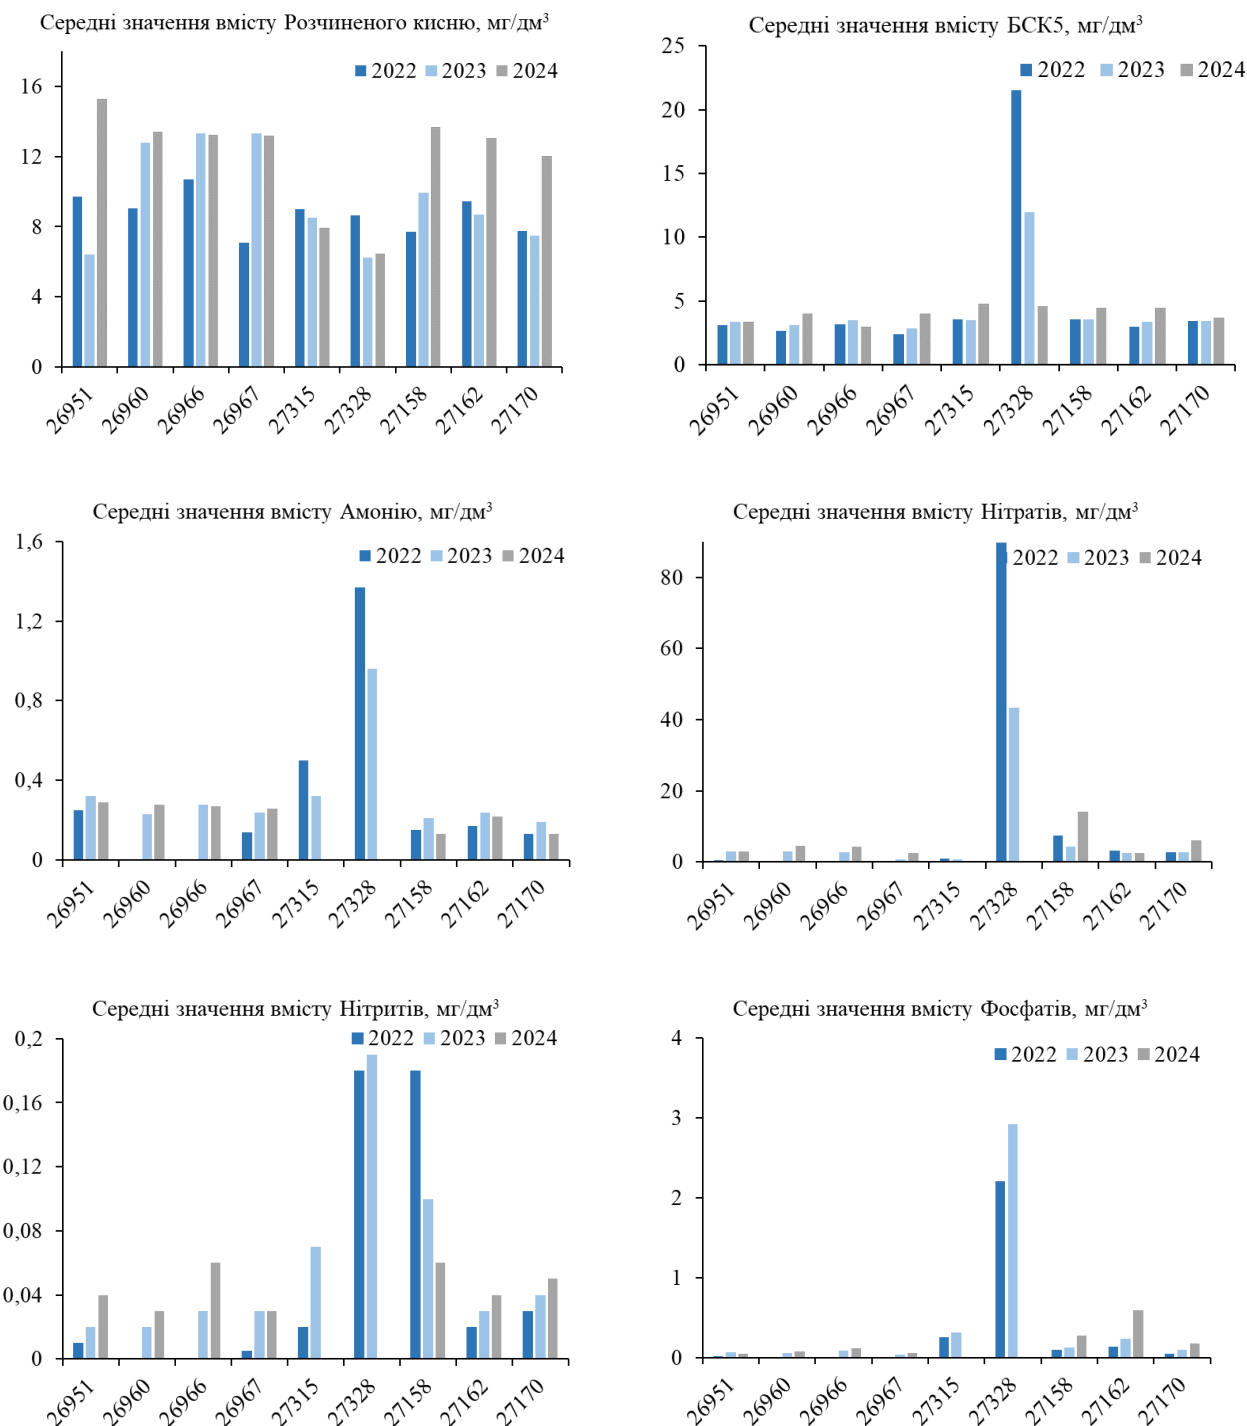 Середні значення вмісту Розчиненого кисню, мг/дм³
2022 2023 2024
16
12
8
4
0
26951 26960 26966 26967 27315 27328 27158 27162 27170
Середні значення вмісту БСК5, мг/дм³
2022 2023 2024
25
20
15
10
5
0
26951 26960 26966 26967 27315 27328 27158 27162 27170
Середні значення вмісту Амонію, мг/дм³
2022 2023 2024
1,6
1,2
0,8
0,4
0
26951 26960 26966 26967 27315 27328 27158 27162 27170
Середні значення вмісту Нітратів, мг/дм³
2022 2023 2024
80
60
40
20
0
26951 26960 26966 26967 27315 27328 27158 27162 27170
Середні значення вмісту Нітритів, мг/дм³
2022 2023 2024
0,2
0,16
0,12
0,08
0,04
0
26951 26960 26966 26967 27315 27328 27158 27162 27170
Середні значення вмісту Фосфатів, мг/дм³
2022 2023 2024
4
3
2
1
0
26951 26960 26966 26967 27315 27328 27158 27162 27170